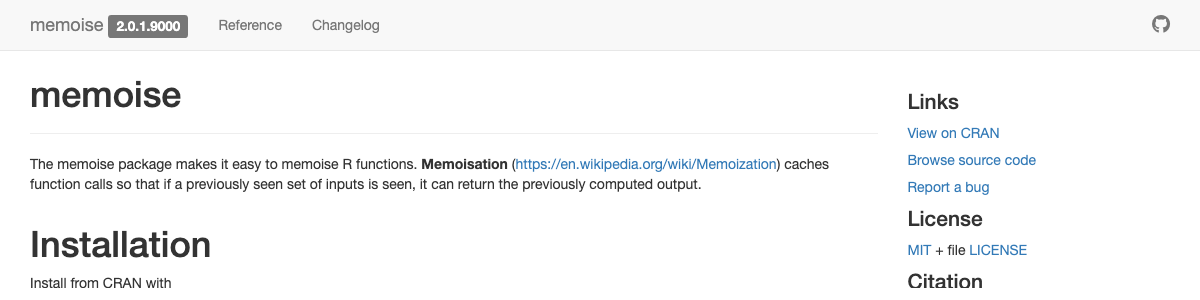 memoise 2.0.1.9000 Reference Changelog
memoise
The memoise package makes it easy to memoise R functions. Memoisation (https://en.wikipedia.org/wiki/Memoization) caches
function calls so that if a previously seen set of inputs is seen, it can return the previously computed output.
Installation
Install from CRAN with
Links
View on CRAN
Browse source code
Report a bug
License
MIT + file LICENSE
Citation